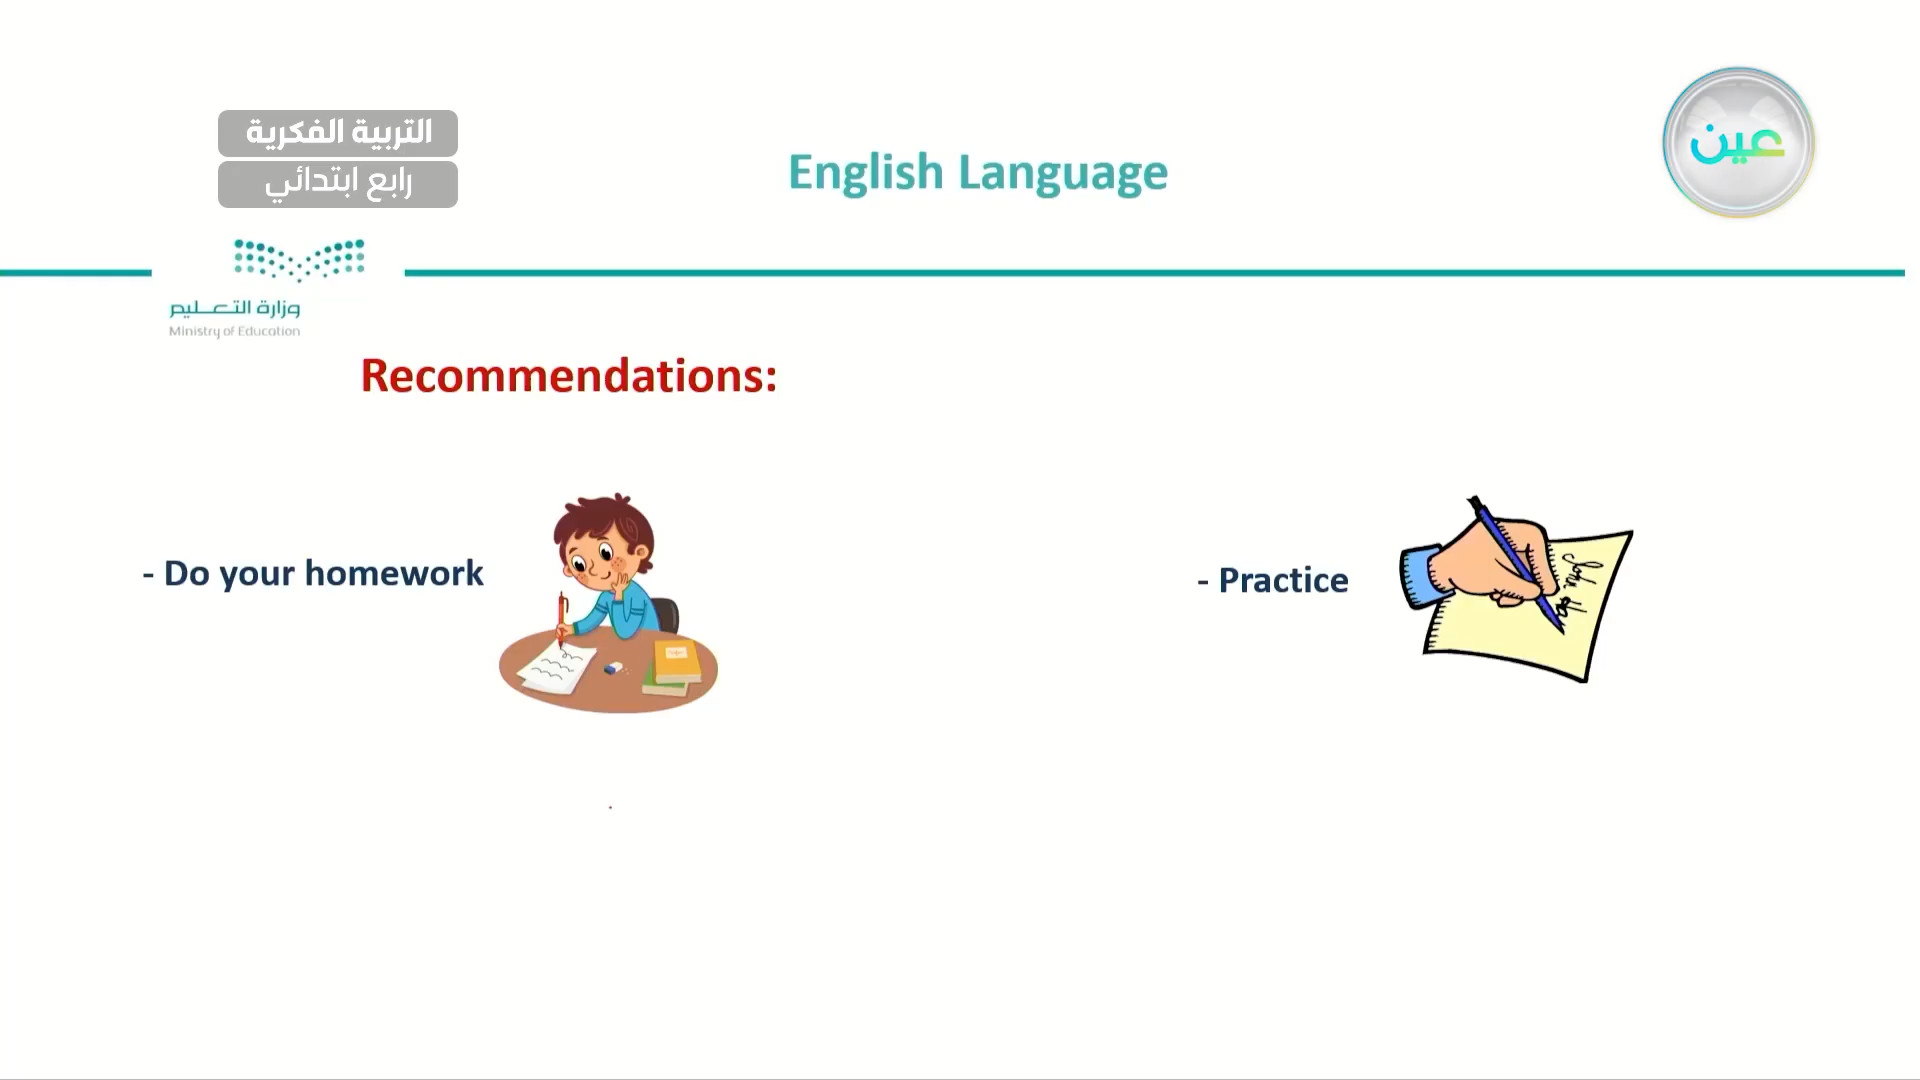 التربية الفكرية
رابع ابتدائي
English Language
عين
وزارة التعليم
Ministry of Education
Recommendations:
- Do your homework
- Practice